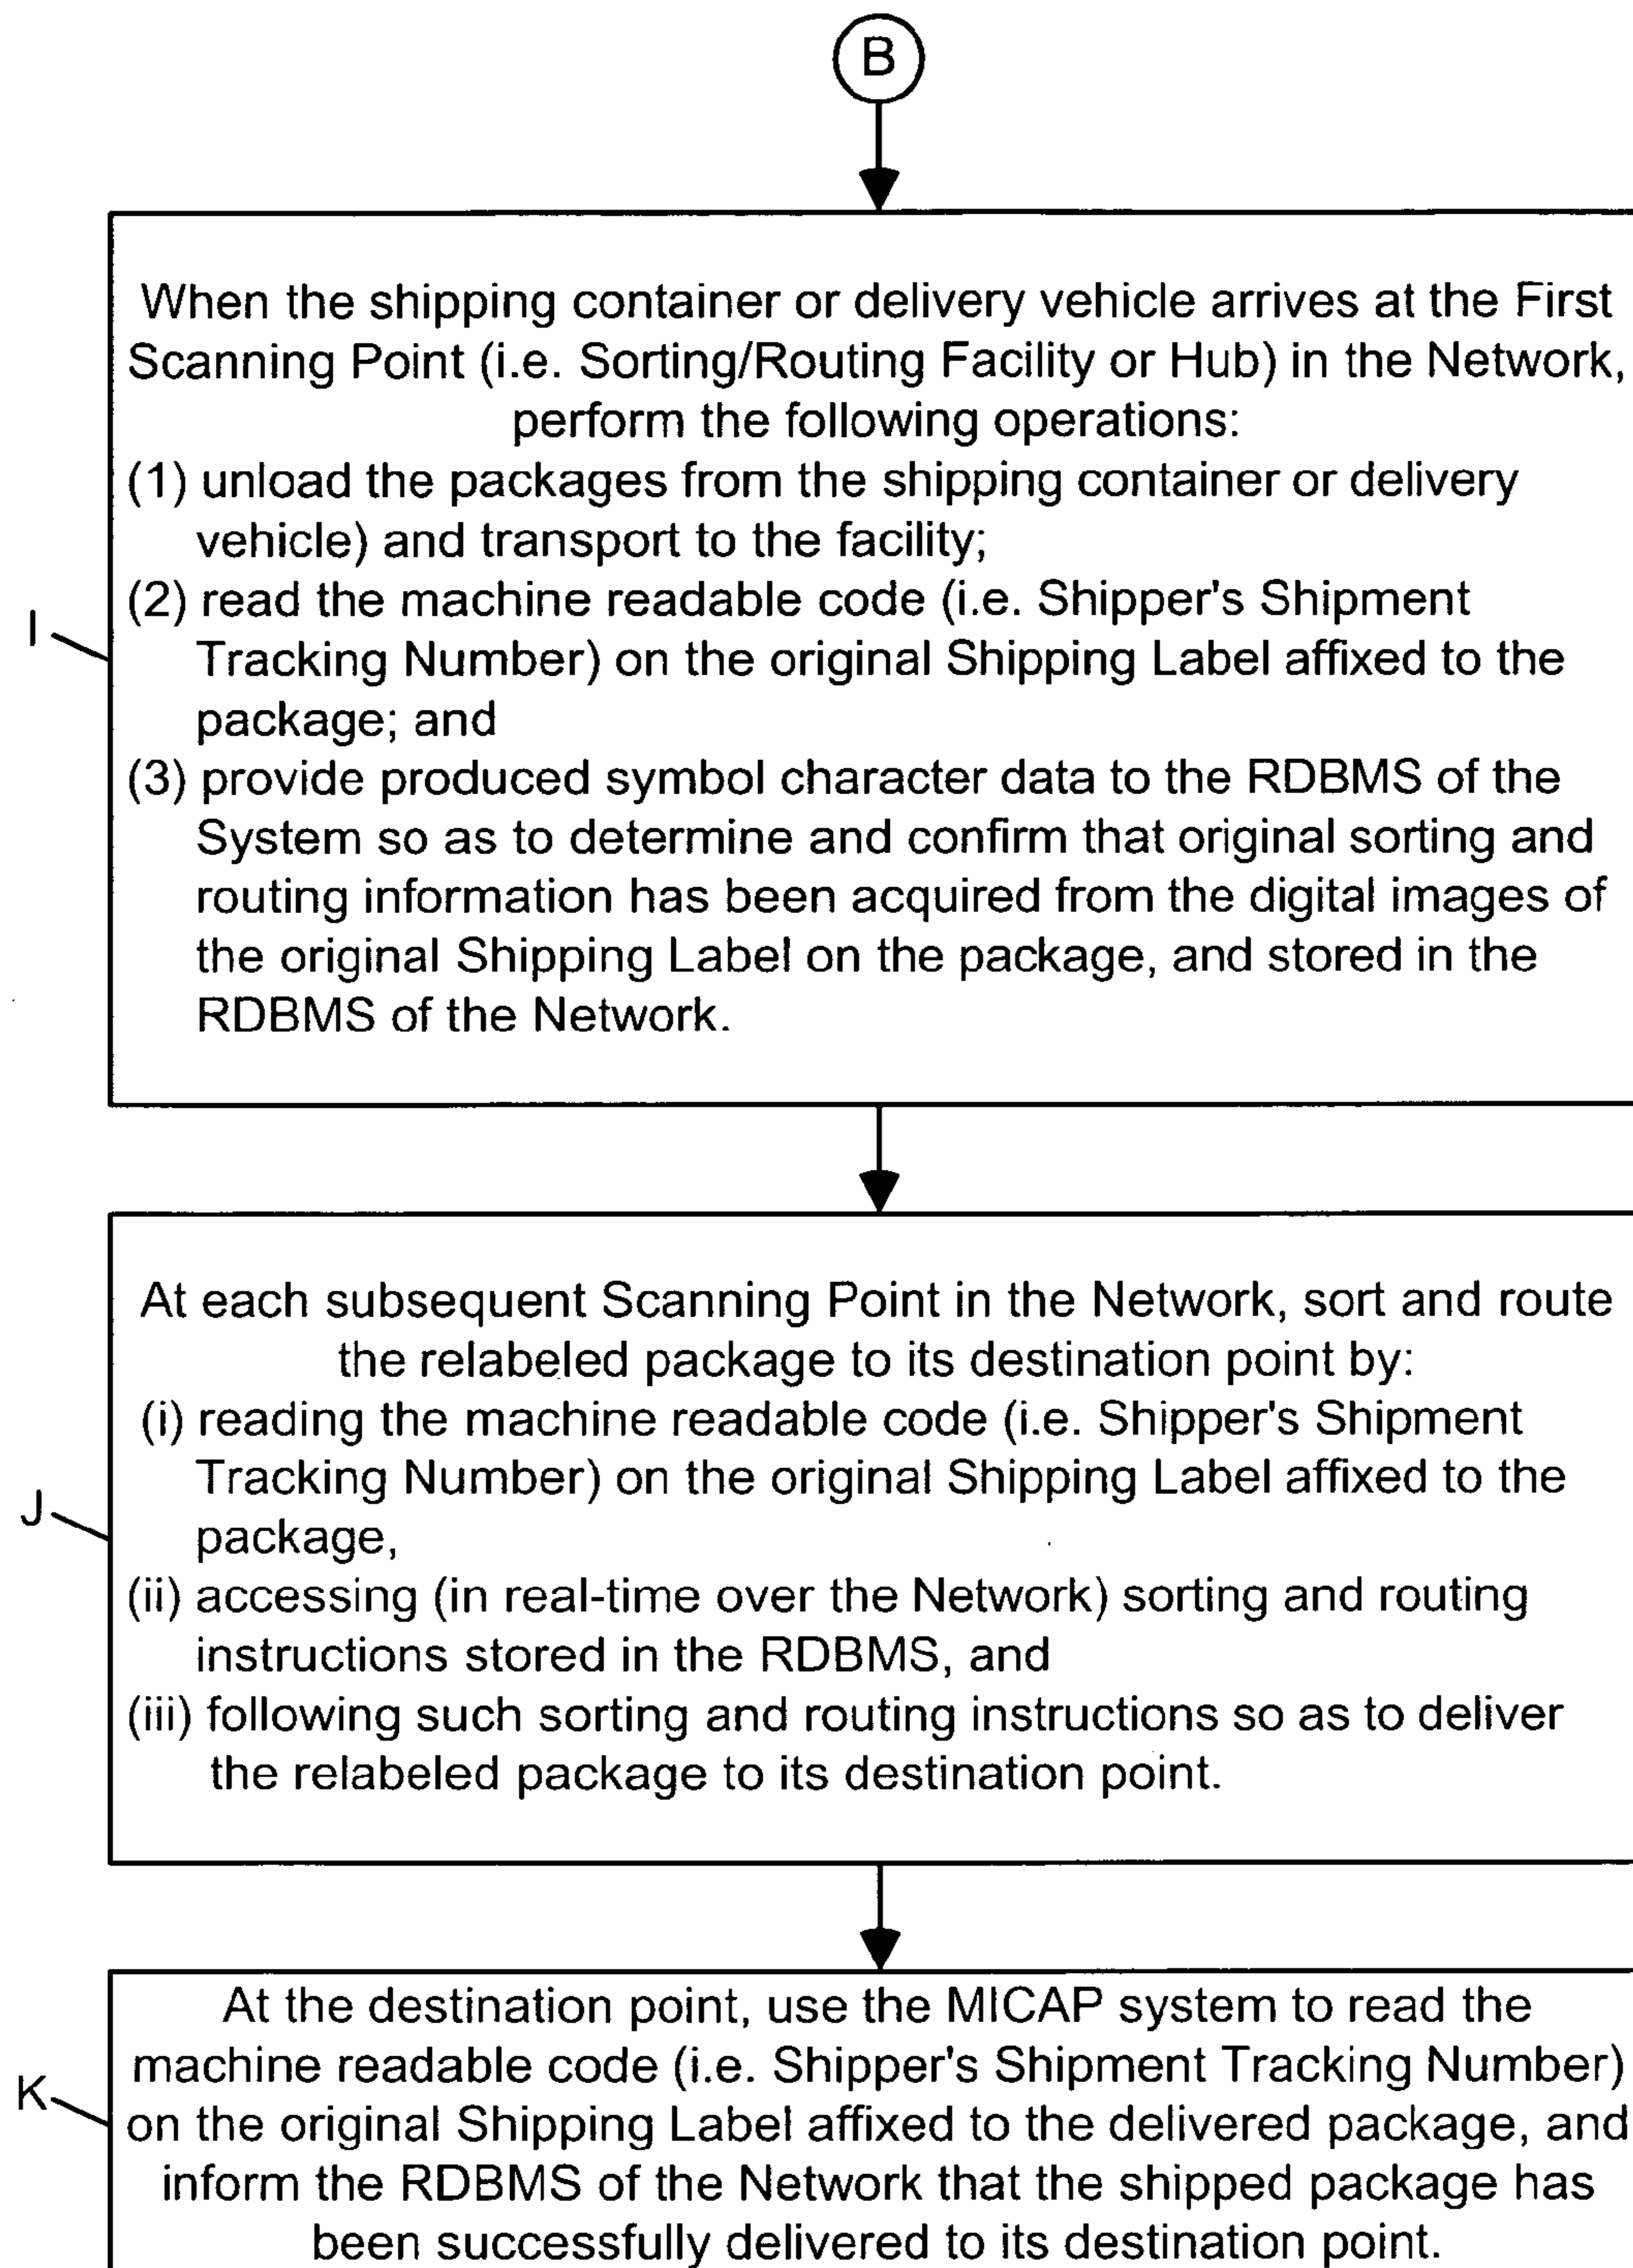 B
When the shipping container or delivery vehicle arrives at the First
Scanning Point (i.e. Sorting/Routing Facility or Hub) in the Network,
perform the following operations:
(1) unload the packages from the shipping container or delivery
vehicle) and transport to the facility;
(2) read the machine readable code (i.e. Shipper's Shipment
Tracking Number) on the original Shipping Label affixed to the
package; and
(3) provide produced symbol character data to the RDBMS of the
System so as to determine and confirm that original sorting and
routing information has been acquired from the digital images of
the original Shipping Label on the package, and stored in the
RDBMS of the Network.
I
At each subsequent Scanning Point in the Network, sort and route
the relabeled package to its destination point by:
(i) reading the machine readable code (i.e. Shipper's Shipment
Tracking Number) on the original Shipping Label affixed to the
package,
(ii) accessing (in real-time over the Network) sorting and routing
instructions stored in the RDBMS, and
(iii) following such sorting and routing instructions so as to deliver
the relabeled package to its destination point.
J
At the destination point, use the MICAP system to read the
machine readable code (i.e. Shipper's Shipment Tracking Number)
on the original Shipping Label affixed to the delivered package, and
inform the RDBMS of the Network that the shipped package has
been successfully delivered to its destination point.
K